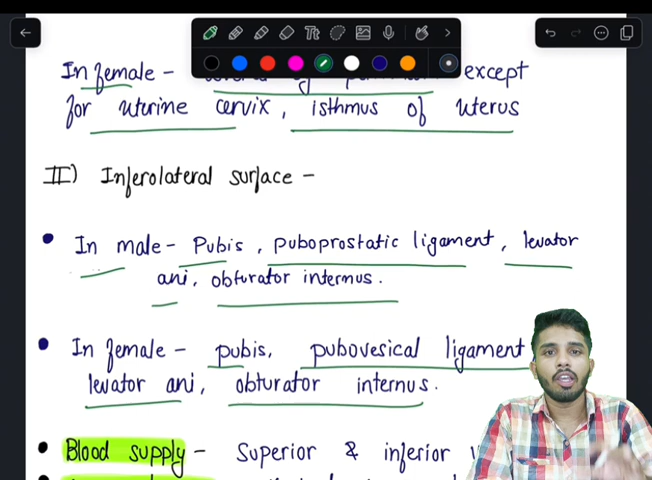 In female - except
for uterine cervix, isthmus of uterus
II) Inferolateral surface -
• In male - Pubis, puboprostatic ligament, levator
ani, obturator internus.
• In female - pubis, pubovesical ligament
levator ani, obturator internus.
• Blood supply - Superior & inferior